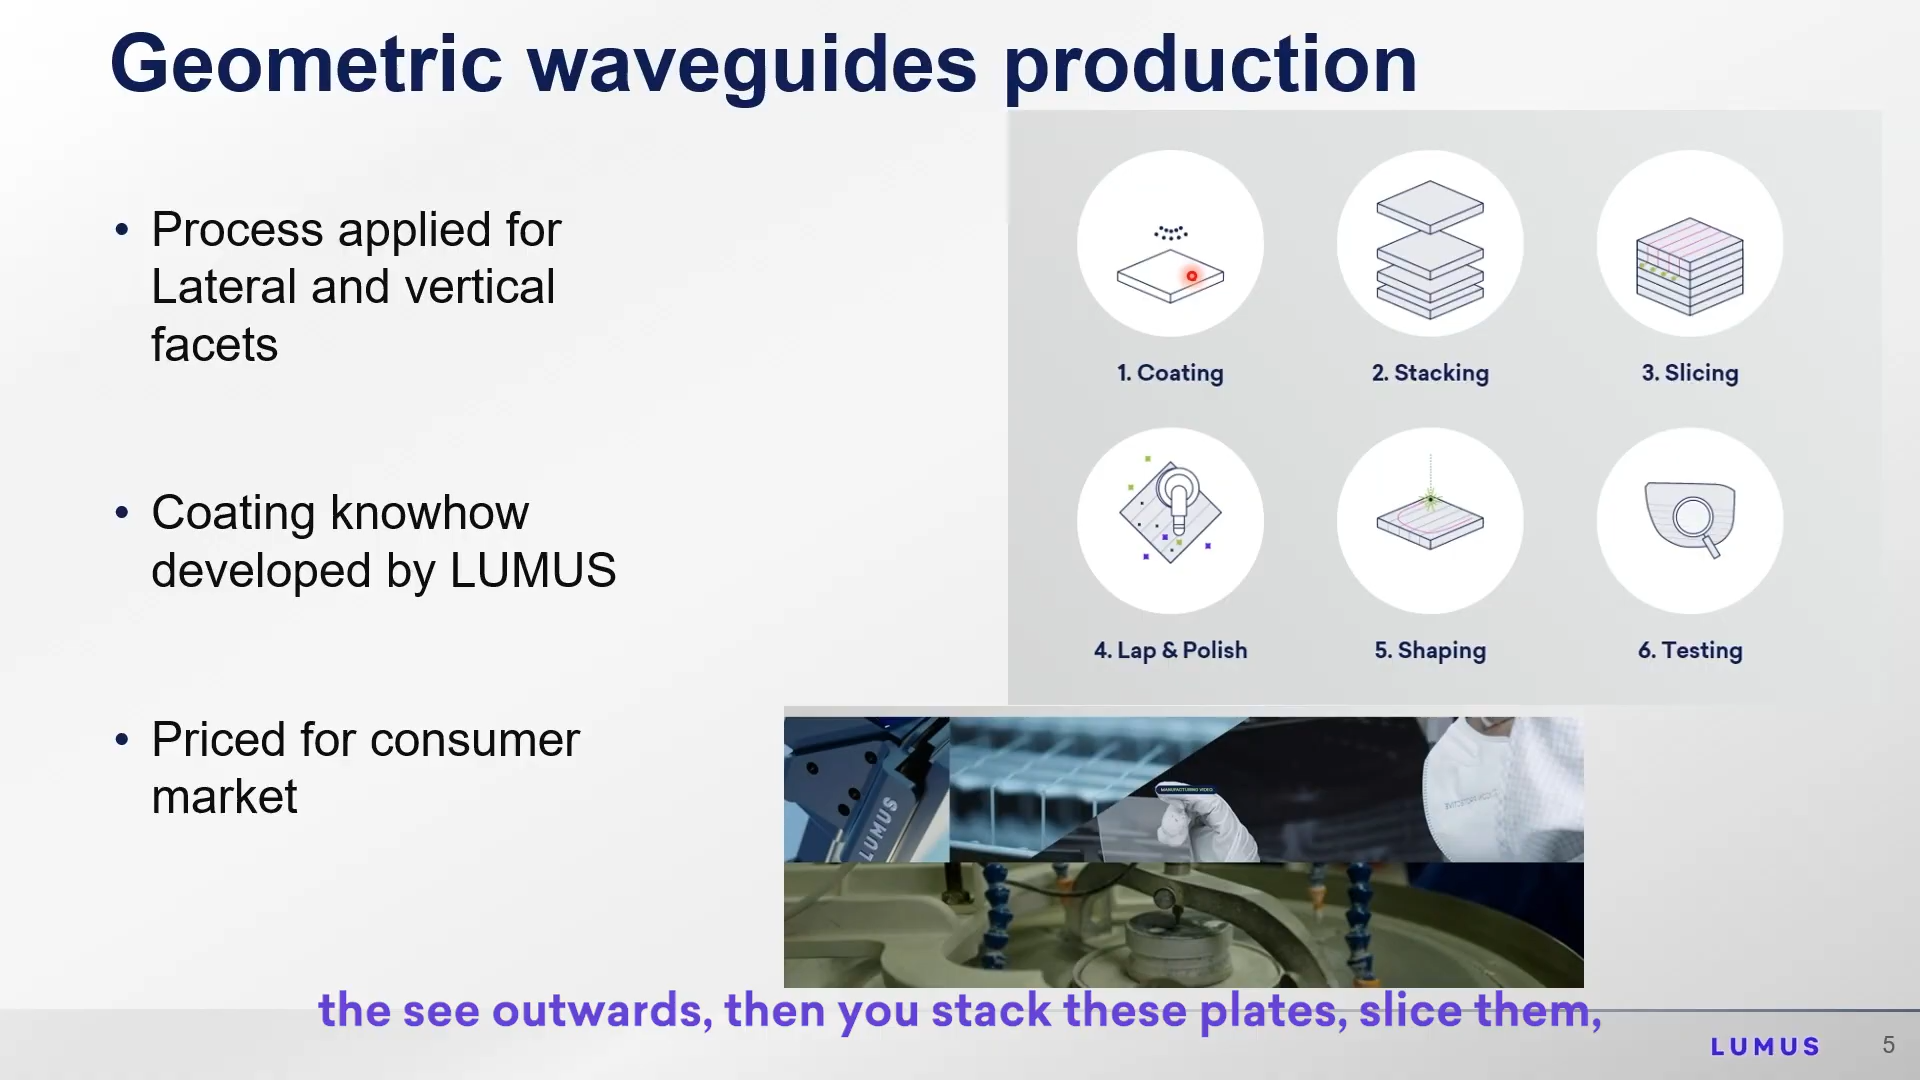 Geometric waveguides production
• Process applied for
Lateral and vertical
facets
• Coating knowhow
developed by LUMUS
• Priced for consumer
market
1. Coating
2. Stacking
3. Slicing
4. Lap & Polish
5. Shaping
6. Testing
LUMUS
MANUFACTURING VIDEO
the see outwards, then you stack these plates, slice them,
LUMUS
5